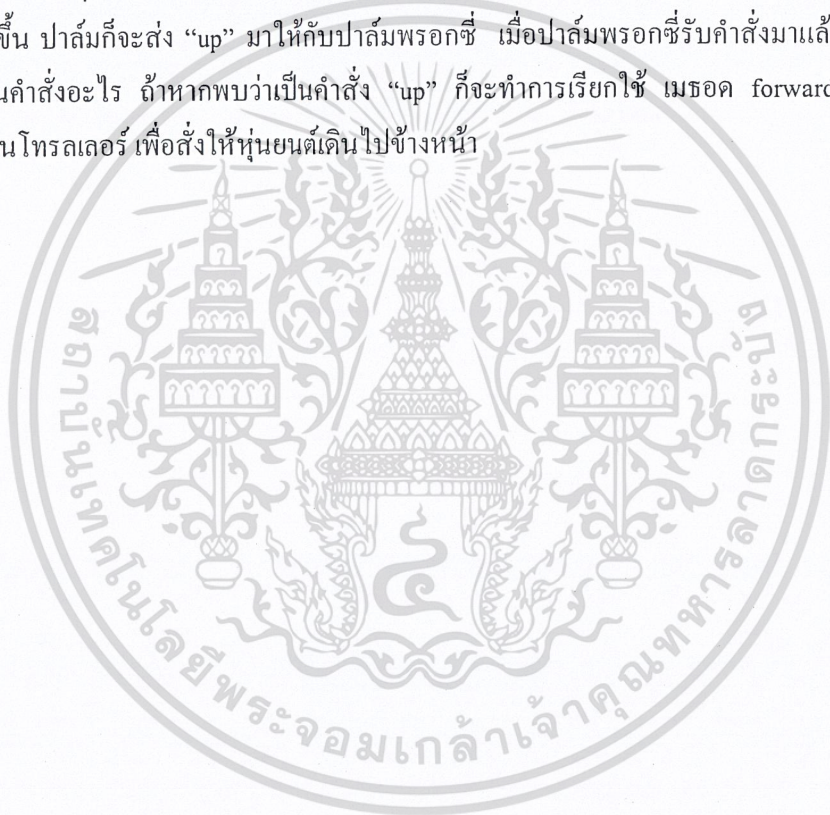 ขึ้น ปาล์มก็จะส่ง “up” มาให้กับปาล์มพรอกซี่ เมื่อปาล์มพรอกซี่รับคำสั่งมาแล้
นคำสั่งอะไร ถ้าหากพบว่าเป็นคำสั่ง “up” ก็จะทำการเรียกใช้ เมธอด forward
นโทรลเลอร์ เพื่อสั่งให้หุ่นยนต์เดินไปข้างหน้า
สถาบันเทคโนโลยีพระจอมเกล้าเจ้าคุณทหารลาดกระบัง